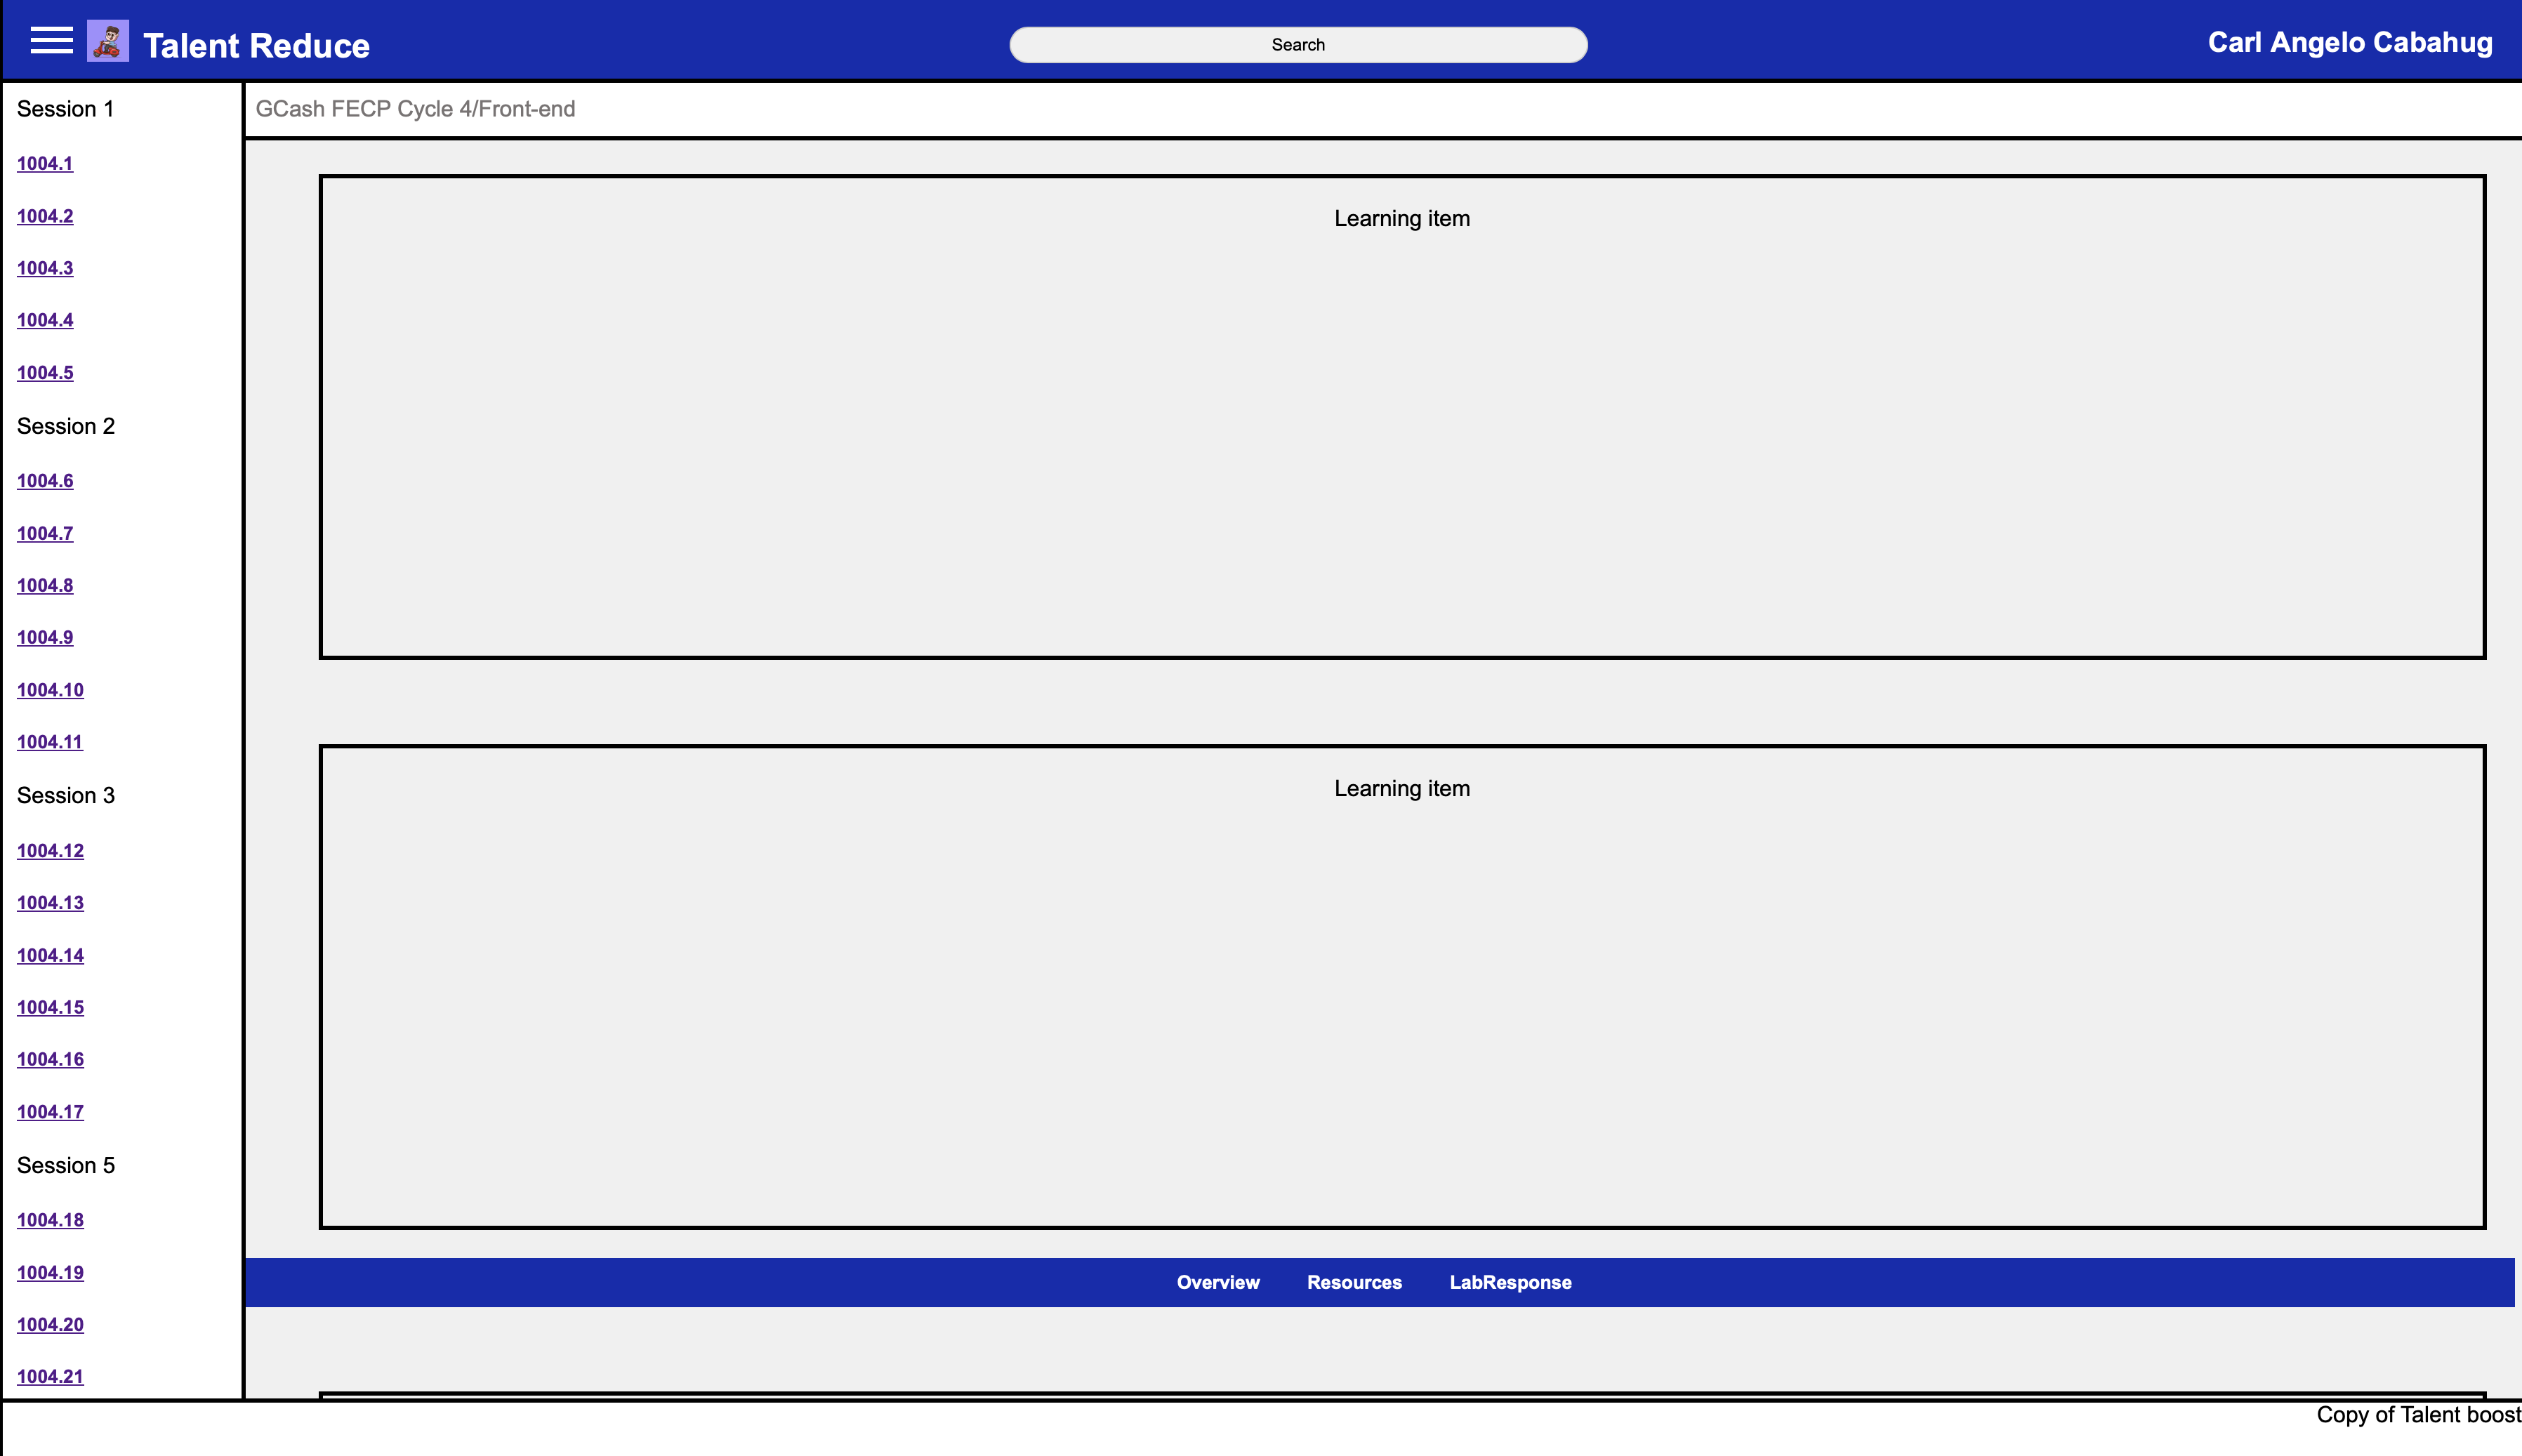 Talent Reduce
Search
Carl Angelo Cabahug
Session 1
1004.1
1004.2
1004.3
1004.4
1004.5
Session 2
1004.6
1004.7
1004.8
1004.9
1004.10
1004.11
Session 3
1004.12
1004.13
1004.14
1004.15
1004.16
1004.17
Session 5
1004.18
1004.19
1004.20
1004.21
GCash FECP Cycle 4/Front-end
Learning item
Learning item
Overview Resources LabResponse
Copy of Talent boost